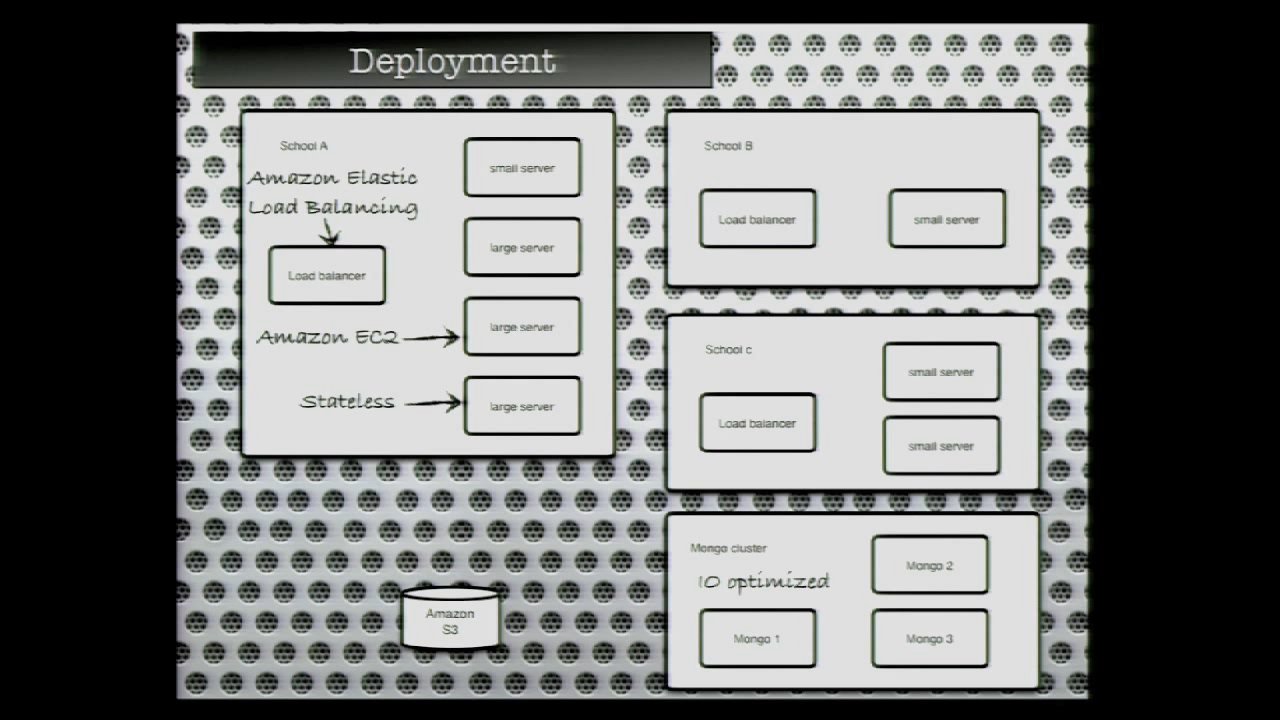 Deployment
School A
Amazon Elastic
Load Balancing
Load balancer
Amazon EC2
Stateless
small server
large server
large server
large server
School B
Load balancer
small server
School c
Load balancer
small server
small server
Mongo cluster
IO optimized
Mongo 1
Mongo 2
Mongo 3
Amazon
S3